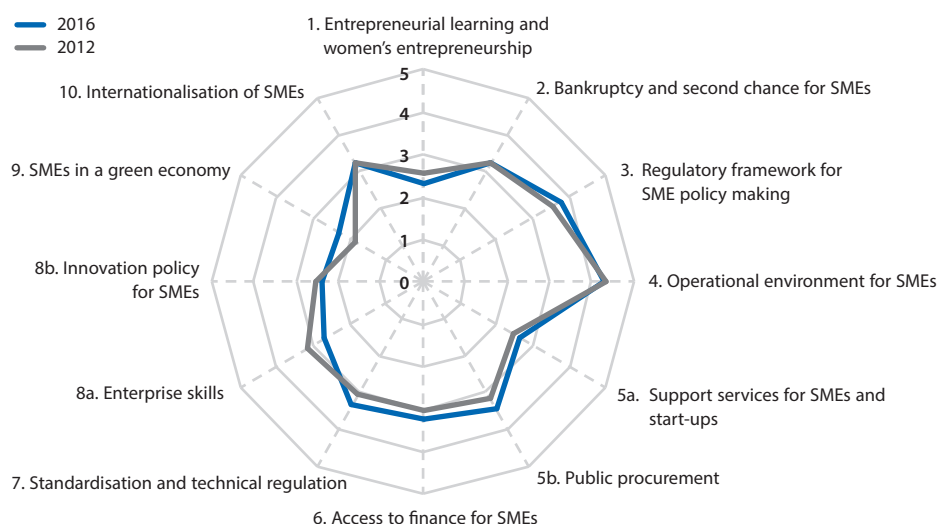 2016
2012
1. Entrepreneurial learning and
women's entrepreneurship
2. Bankruptcy and second chance for SMEs
3. Regulatory framework for
SME policy making
4. Operational environment for SMEs
5a. Support services for SMEs and
start-ups
5b. Public procurement
6. Access to finance for SMEs
7. Standardisation and technical regulation
8a. Enterprise skills
8b. Innovation policy
for SMEs
9. SMEs in a green economy
10. Internationalisation of SMEs
5
4
3
2
1
0